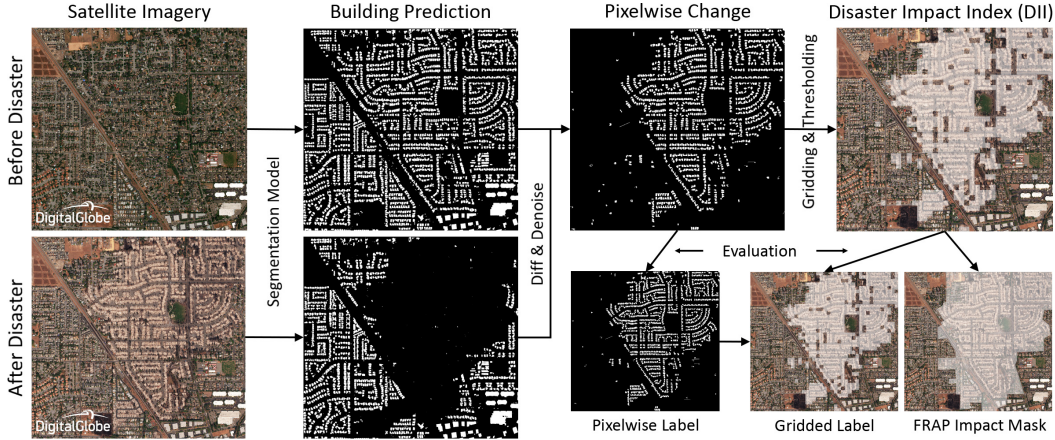 Satellite Imagery
Building Prediction
Pixelwise Change
Disaster Impact Index (DII)
Before Disaster
DigitalGlobe
Segmentation Model
Diff & Denoise
Gridding & Thresholding
After Disaster
DigitalGlobe
Evaluation
Pixelwise Label
Gridded Label
FRAP Impact Mask